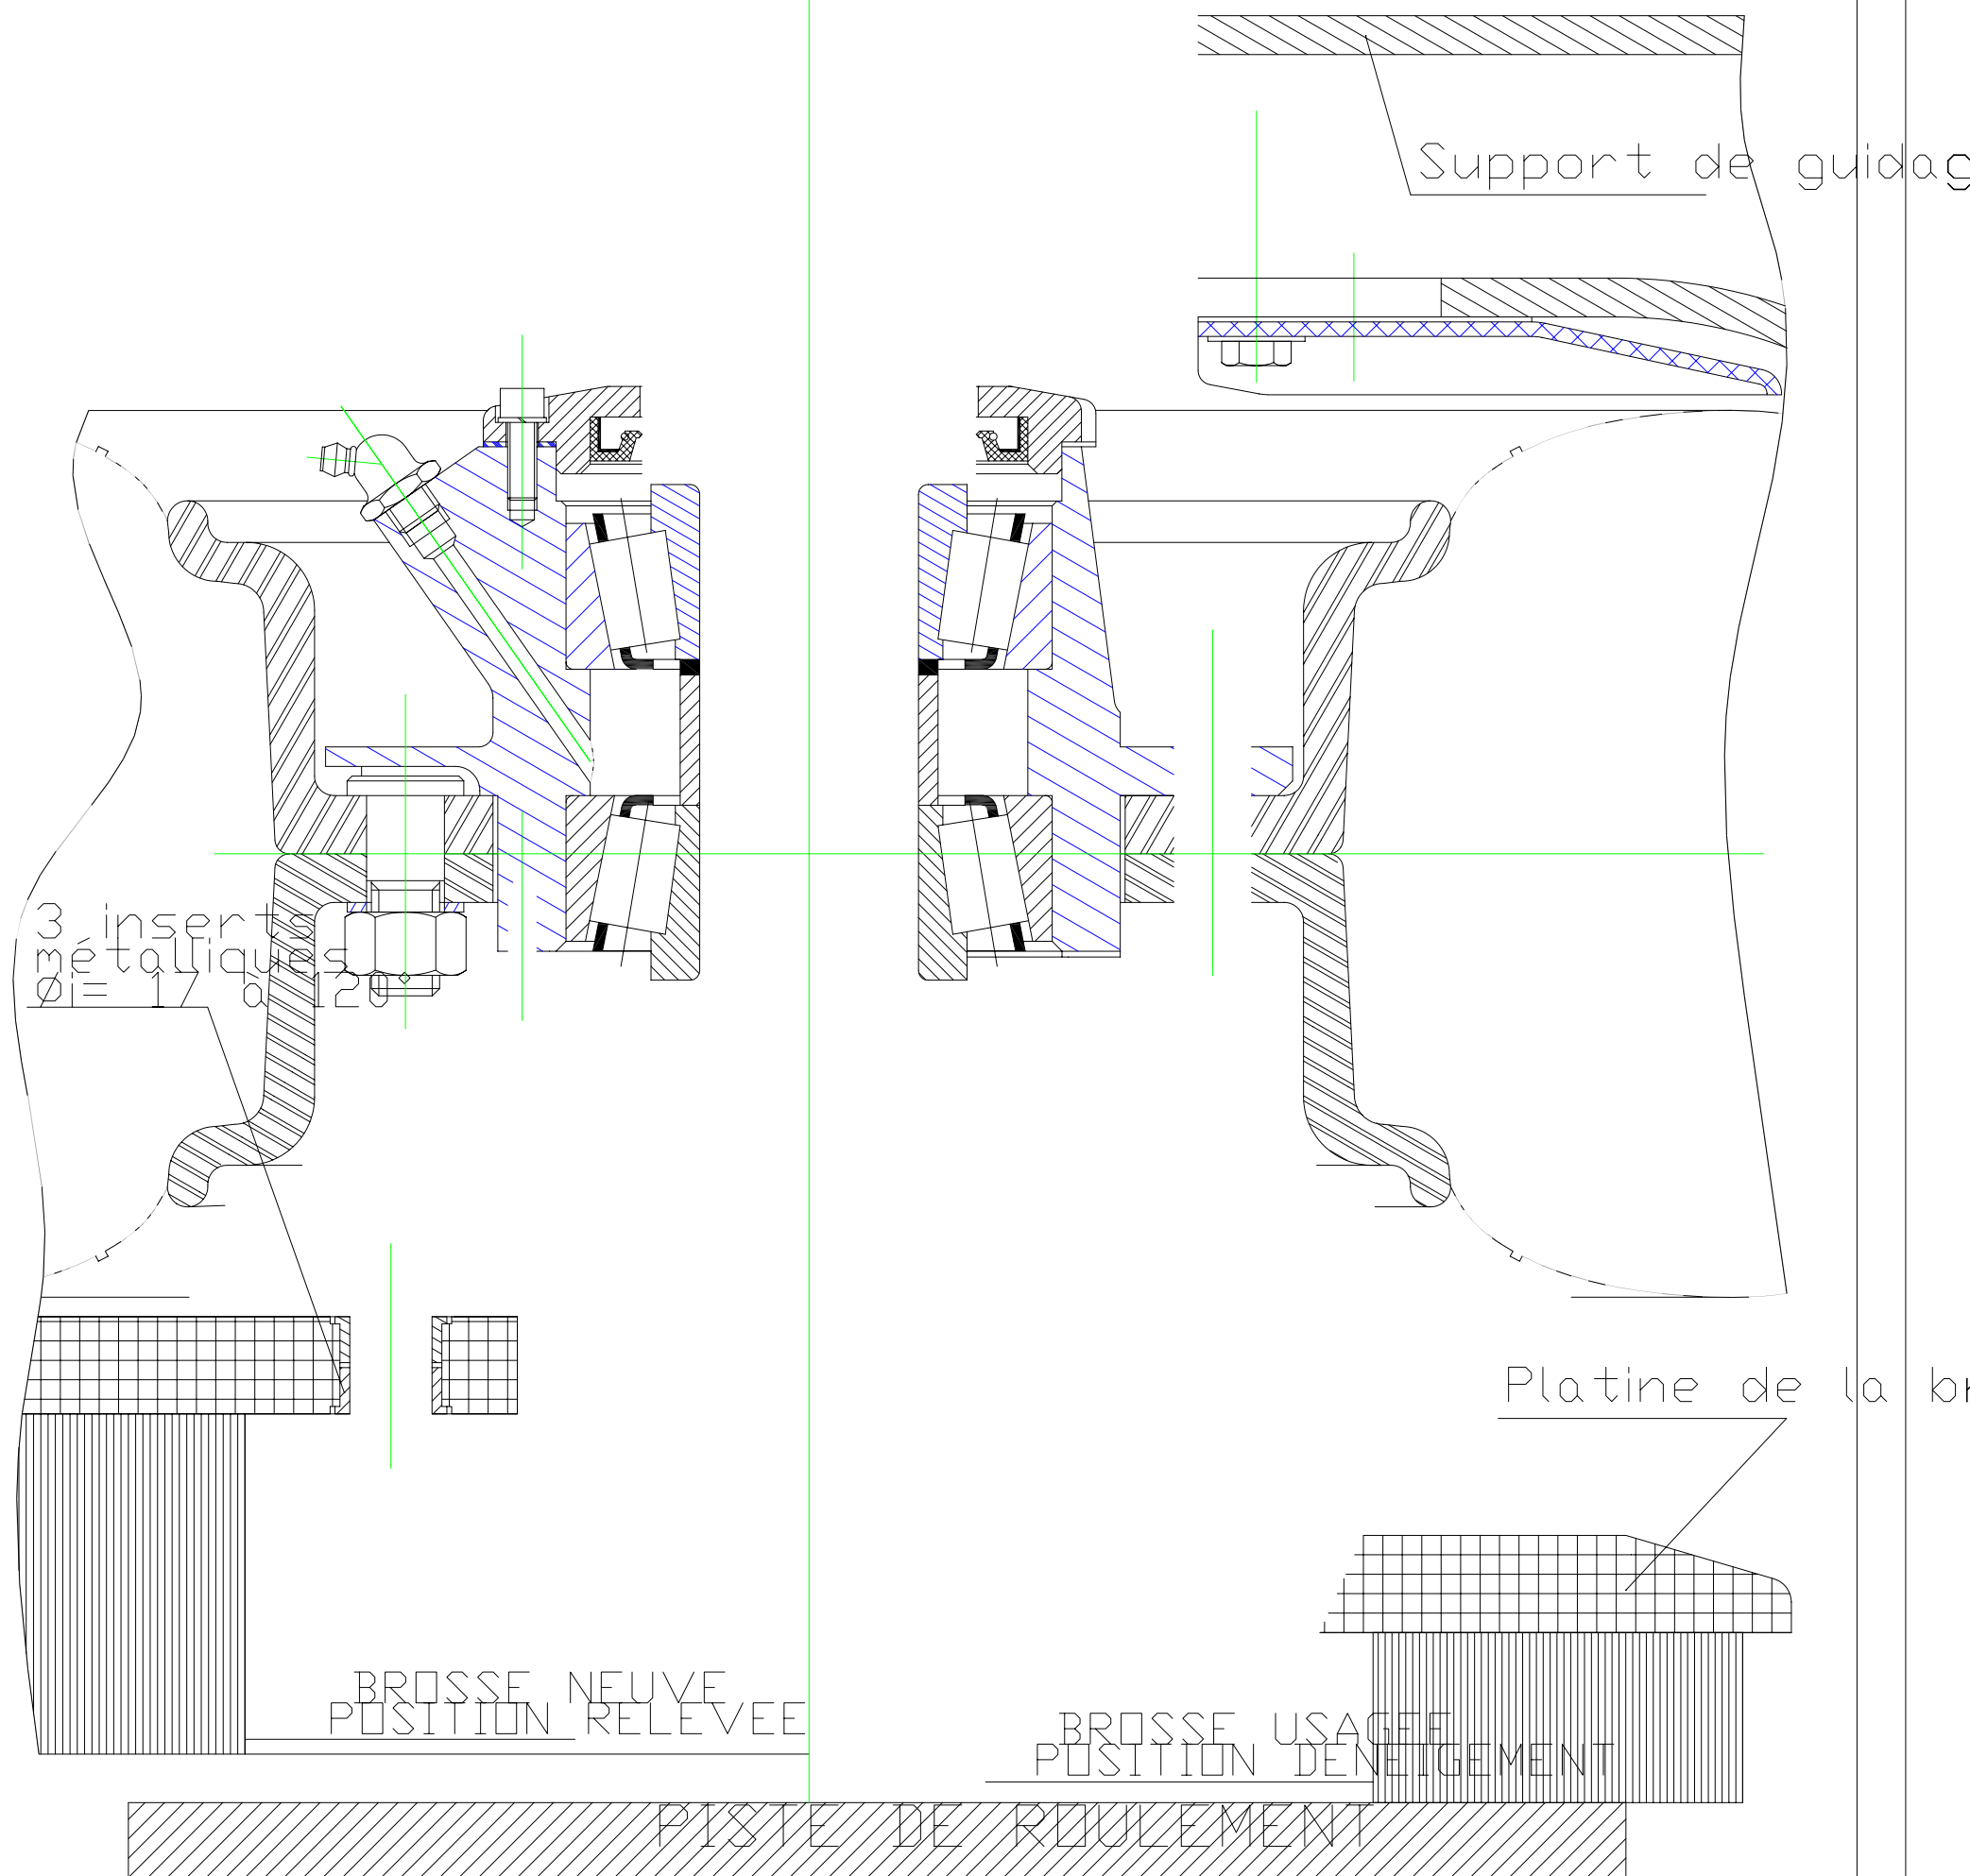 Support de guidag
3 inserts
métalliques
Øi= 17 à 120
Platine de la br
BROSSE NEUVE
POSITION RELEVEE
BROSSE USAGEE
POSITION DENEIGEMENT
PISTE DE ROULEMENT